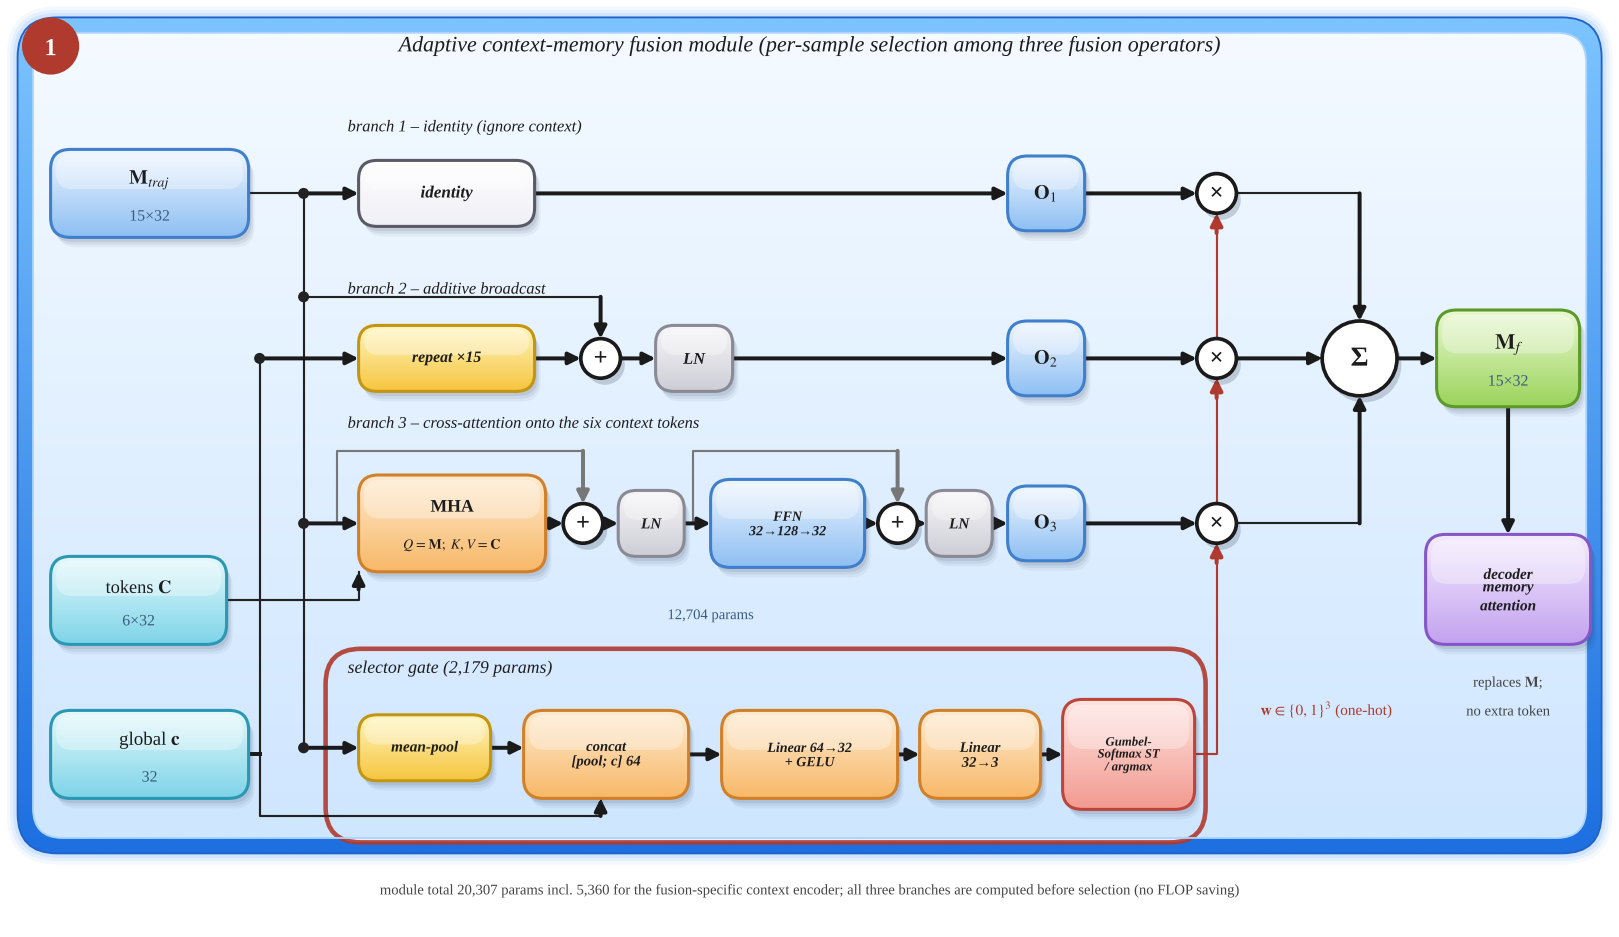 1
Adaptive context-memory fusion module (per-sample selection among three fusion operators)
branch 1 – identity (ignore context)
M_traj
15×32
identity
O₁
×
branch 2 – additive broadcast
repeat ×15
+
LN
O₂
×
Σ
M_f
15×32
branch 3 – cross-attention onto the six context tokens
MHA
Q = M; K, V = C
+
LN
FFN
32→128→32
+
LN
O₃
×
tokens C
6×32
12,704 params
decoder
memory
attention
replaces M;
no extra token
selector gate (2,179 params)
global c
32
mean-pool
concat
[pool; c] 64
Linear 64→32
+ GELU
Linear
32→3
Gumbel-
Softmax ST
/ argmax
w ∈ {0, 1}³ (one-hot)
module total 20,307 params incl. 5,360 for the fusion-specific context encoder; all three branches are computed before selection (no FLOP saving)